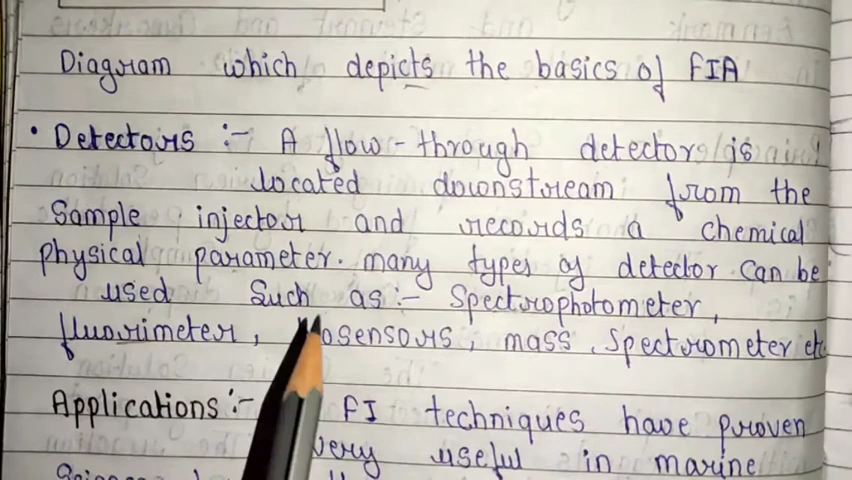 Diagram which depicts the basics of FIA
• Detectors :- A flow-through detector is
located downstream from the
Sample injector and records a chemical
physical parameter. many types of detector can be
used Such as :- Spectrophotometer,
fluorimeter, osensors, mass spectrometer etc
Applications :- FI techniques have proven
very useful in marine